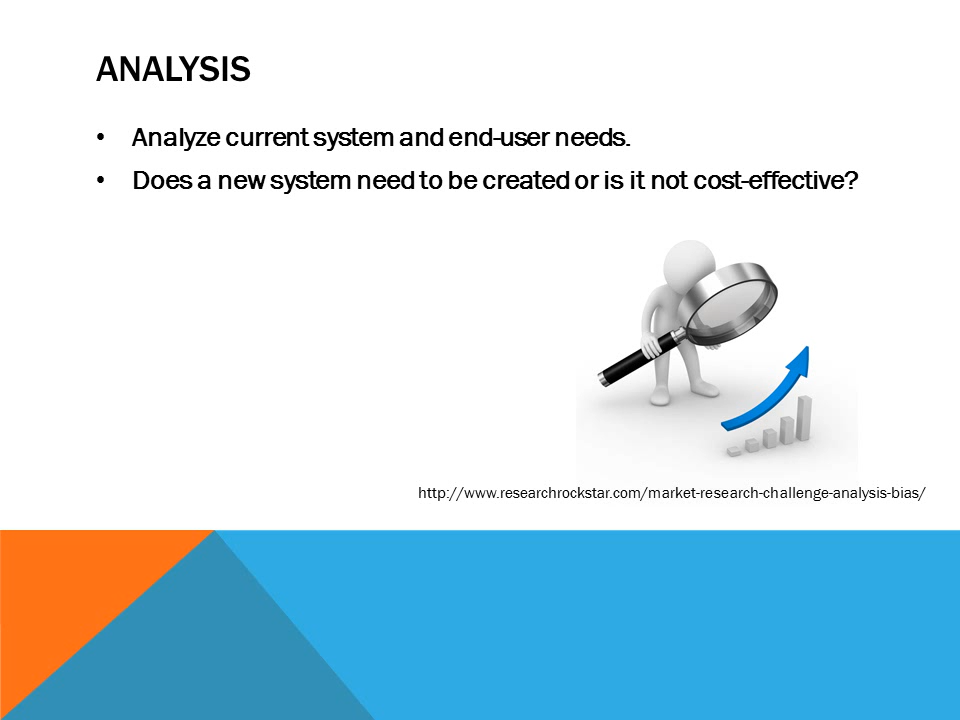 ANALYSIS
• Analyze current system and end-user needs.
• Does a new system need to be created or is it not cost-effective?
http://www.researchrockstar.com/market-research-challenge-analysis-bias/